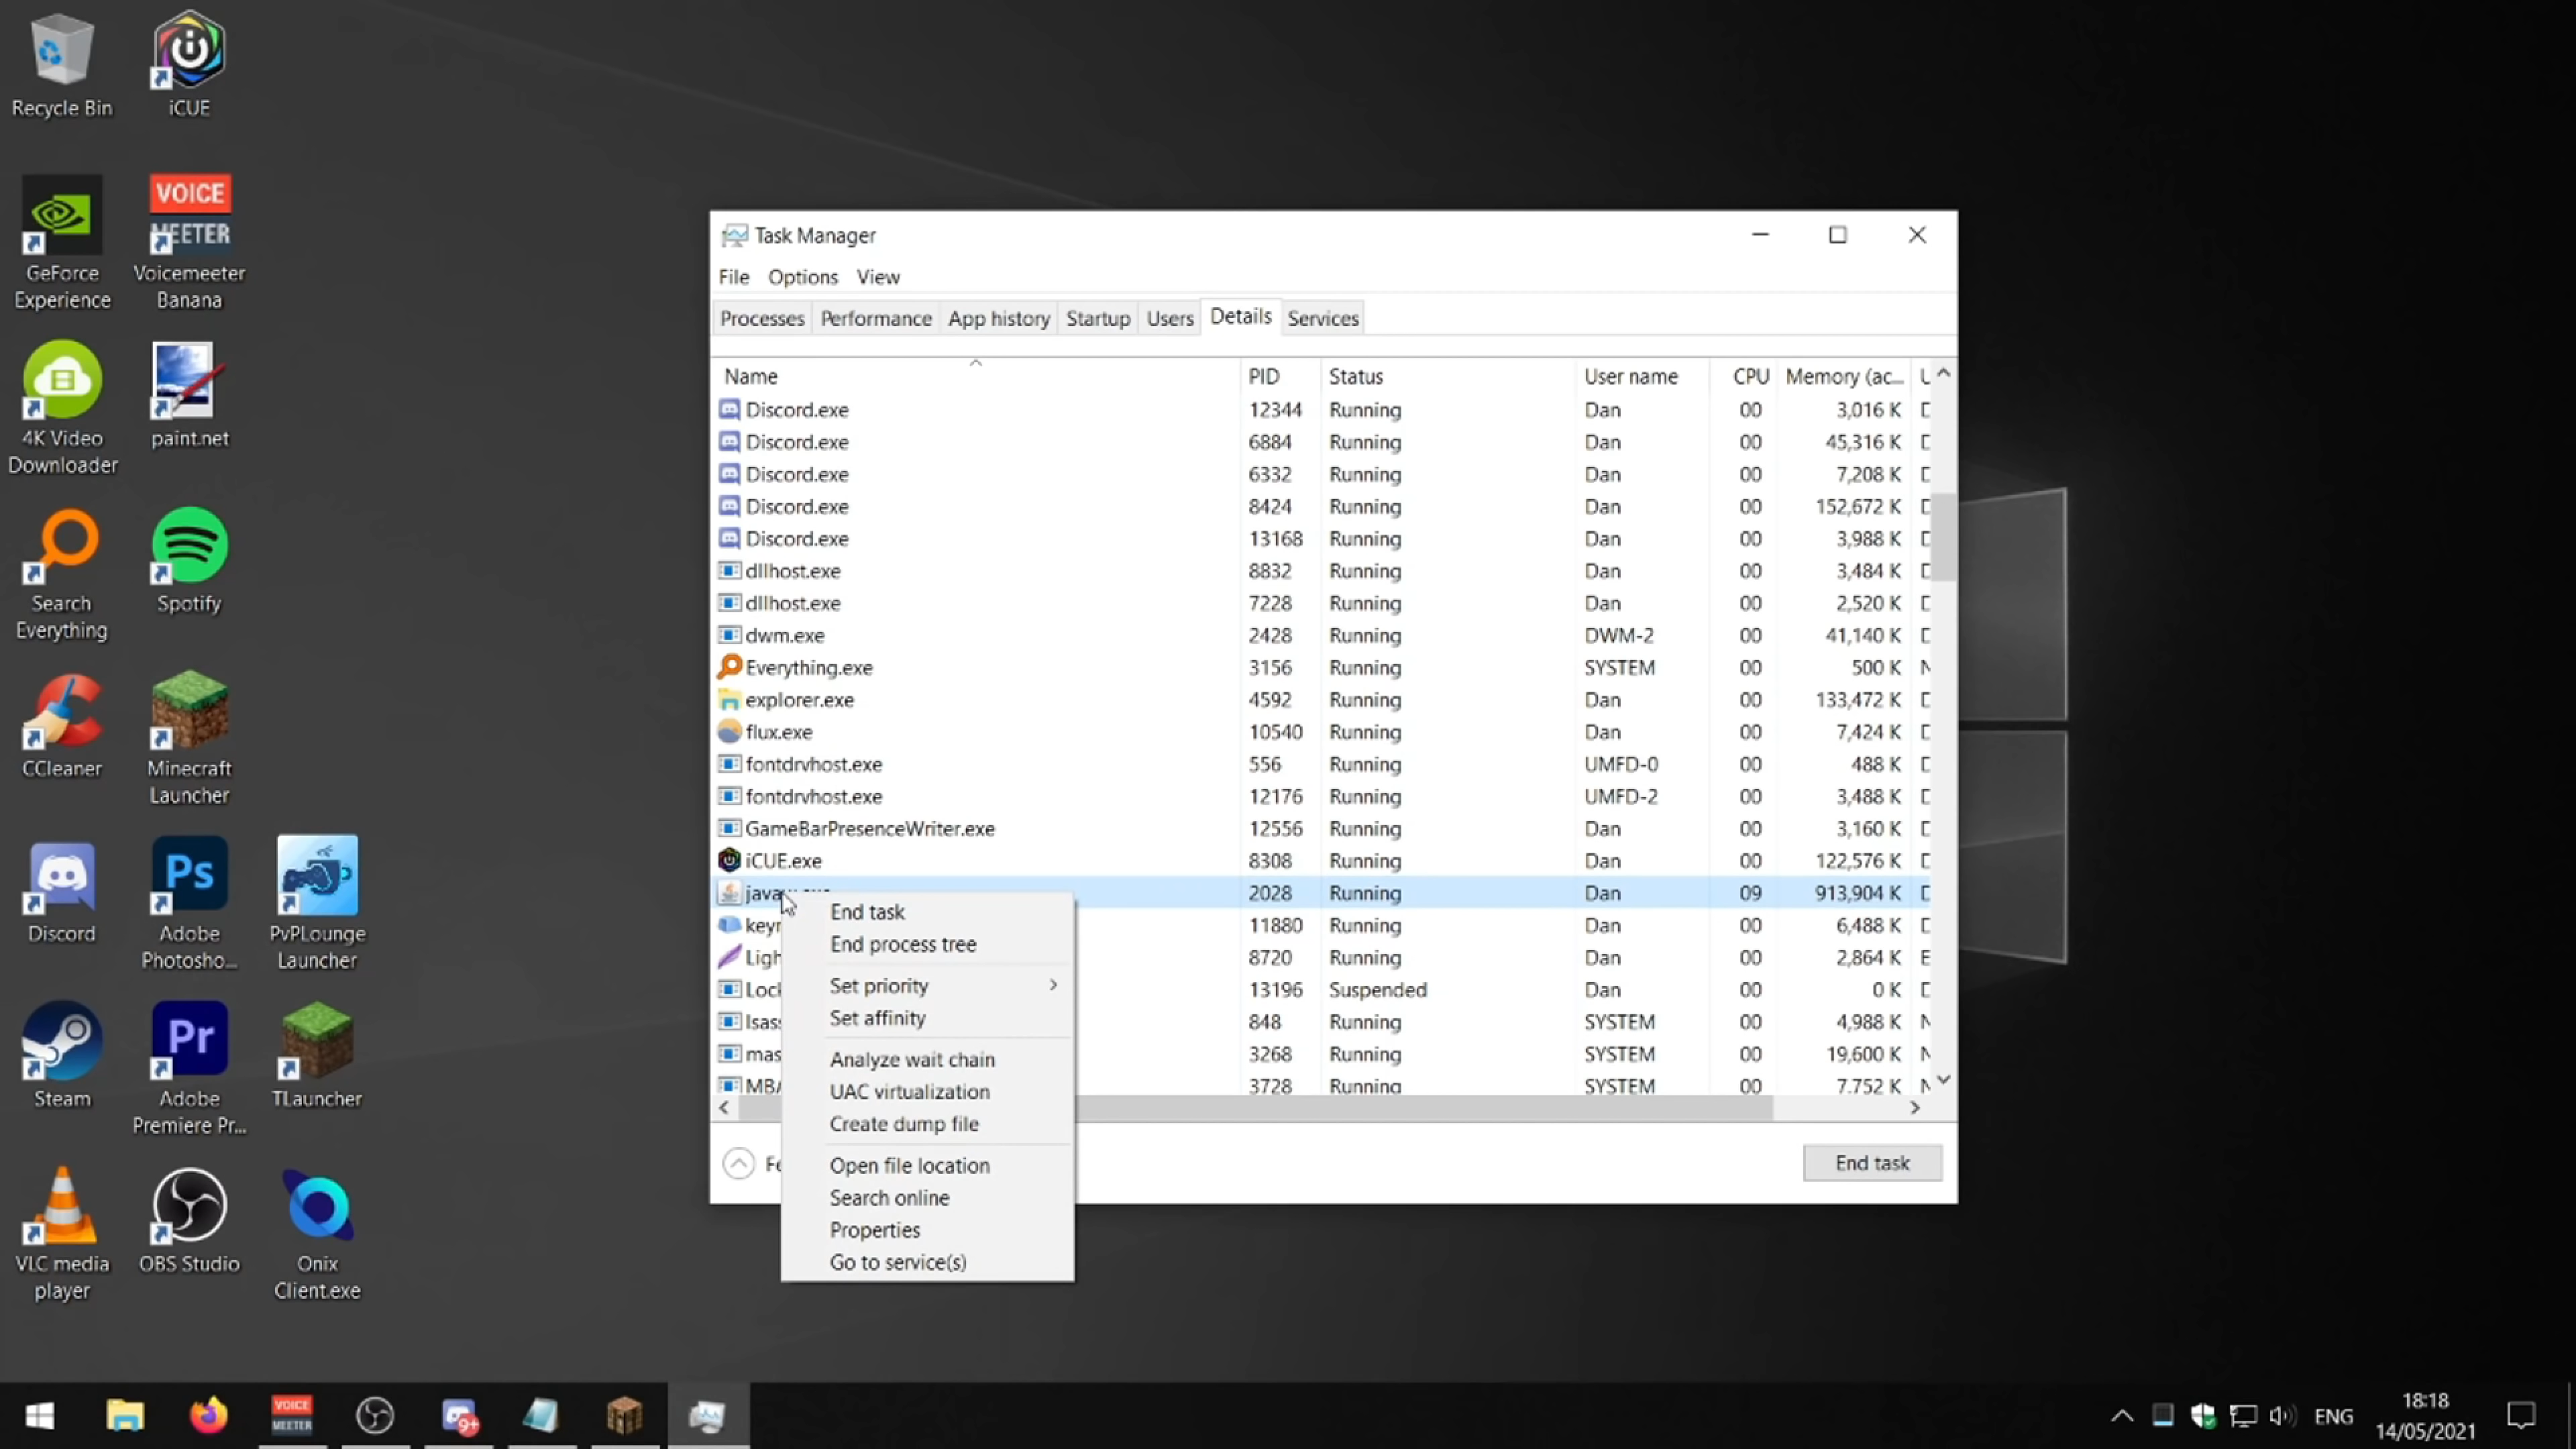 Recycle Bin
iCUE
GeForce
Experience
VOICE
MEETER
Voicemeeter
Banana
4K Video
Downloader
paint.net
Search
Everything
Spotify
CCleaner
Minecraft
Launcher
Discord
Ps
Adobe
Photosho...
PvPLounge
Launcher
Steam
Pr
Adobe
Premiere Pr...
TLauncher
VLC media
player
OBS Studio
Onix
Client.exe
Task Manager
File Options View
Processes Performance App history Startup Users Details Services
Name PID Status User name CPU Memory (ac...
Discord.exe 12344 Running Dan 00 3,016 K
Discord.exe 6884 Running Dan 00 45,316 K
Discord.exe 6332 Running Dan 00 7,208 K
Discord.exe 8424 Running Dan 00 152,672 K
Discord.exe 13168 Running Dan 00 3,988 K
dllhost.exe 8832 Running Dan 00 3,484 K
dllhost.exe 7228 Running Dan 00 2,520 K
dwm.exe 2428 Running DWM-2 00 41,140 K
Everything.exe 3156 Running SYSTEM 00 500 K
explorer.exe 4592 Running Dan 00 133,472 K
flux.exe 10540 Running Dan 00 7,424 K
fontdrvhost.exe 556 Running UMFD-0 00 488 K
fontdrvhost.exe 12176 Running UMFD-2 00 3,488 K
GameBarPresenceWriter.exe 12556 Running Dan 00 3,160 K
iCUE.exe 8308 Running Dan 00 122,576 K
2028 Running Dan 09 913,904 K
11880 Running Dan 00 6,488 K
Ligh 8720 Running Dan 00 2,864 K
Lock 13196 Suspended Dan 00 0 K
lsass 848 Running SYSTEM 00 4,988 K
mas 3268 Running SYSTEM 00 19,600 K
MBA 3728 Running SYSTEM 00 7,752 K
End task
End process tree
Set priority
Set affinity
Analyze wait chain
UAC virtualization
Create dump file
Open file location
Search online
Properties
Go to service(s)
Fe
End task
VOICE
MEETER
9+
ENG
18:18
14/05/2021